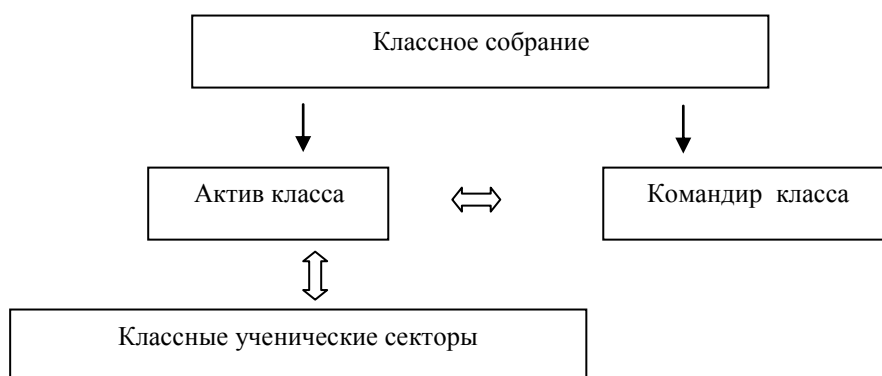 Классное собрание
Актив класса
Командир класса
Классные ученические секторы